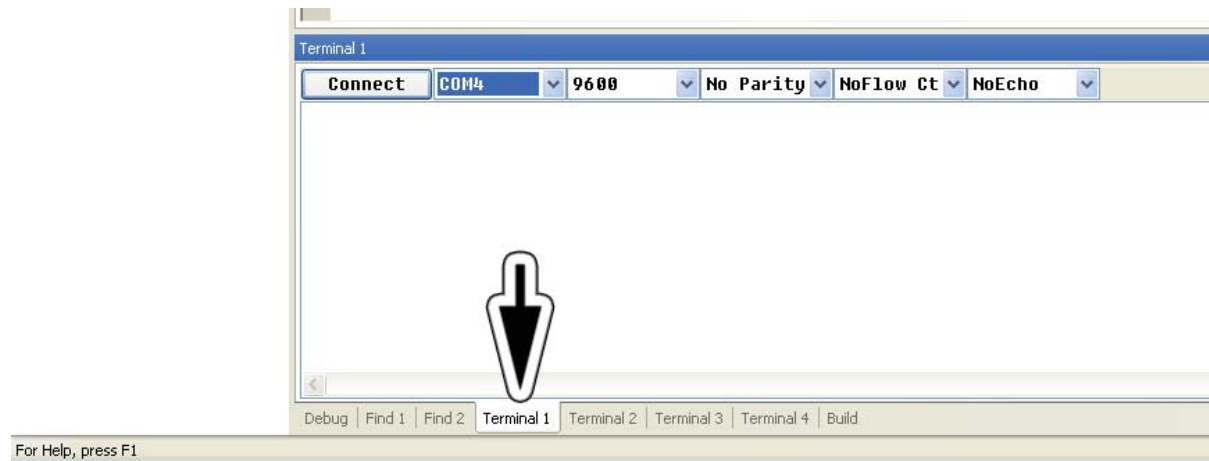 Terminal 1
Connect COM4 9600 No Parity NoFlow Ct NoEcho
Debug Find 1 Find 2 Terminal 1 Terminal 2 Terminal 3 Terminal 4 Build
For Help, press F1